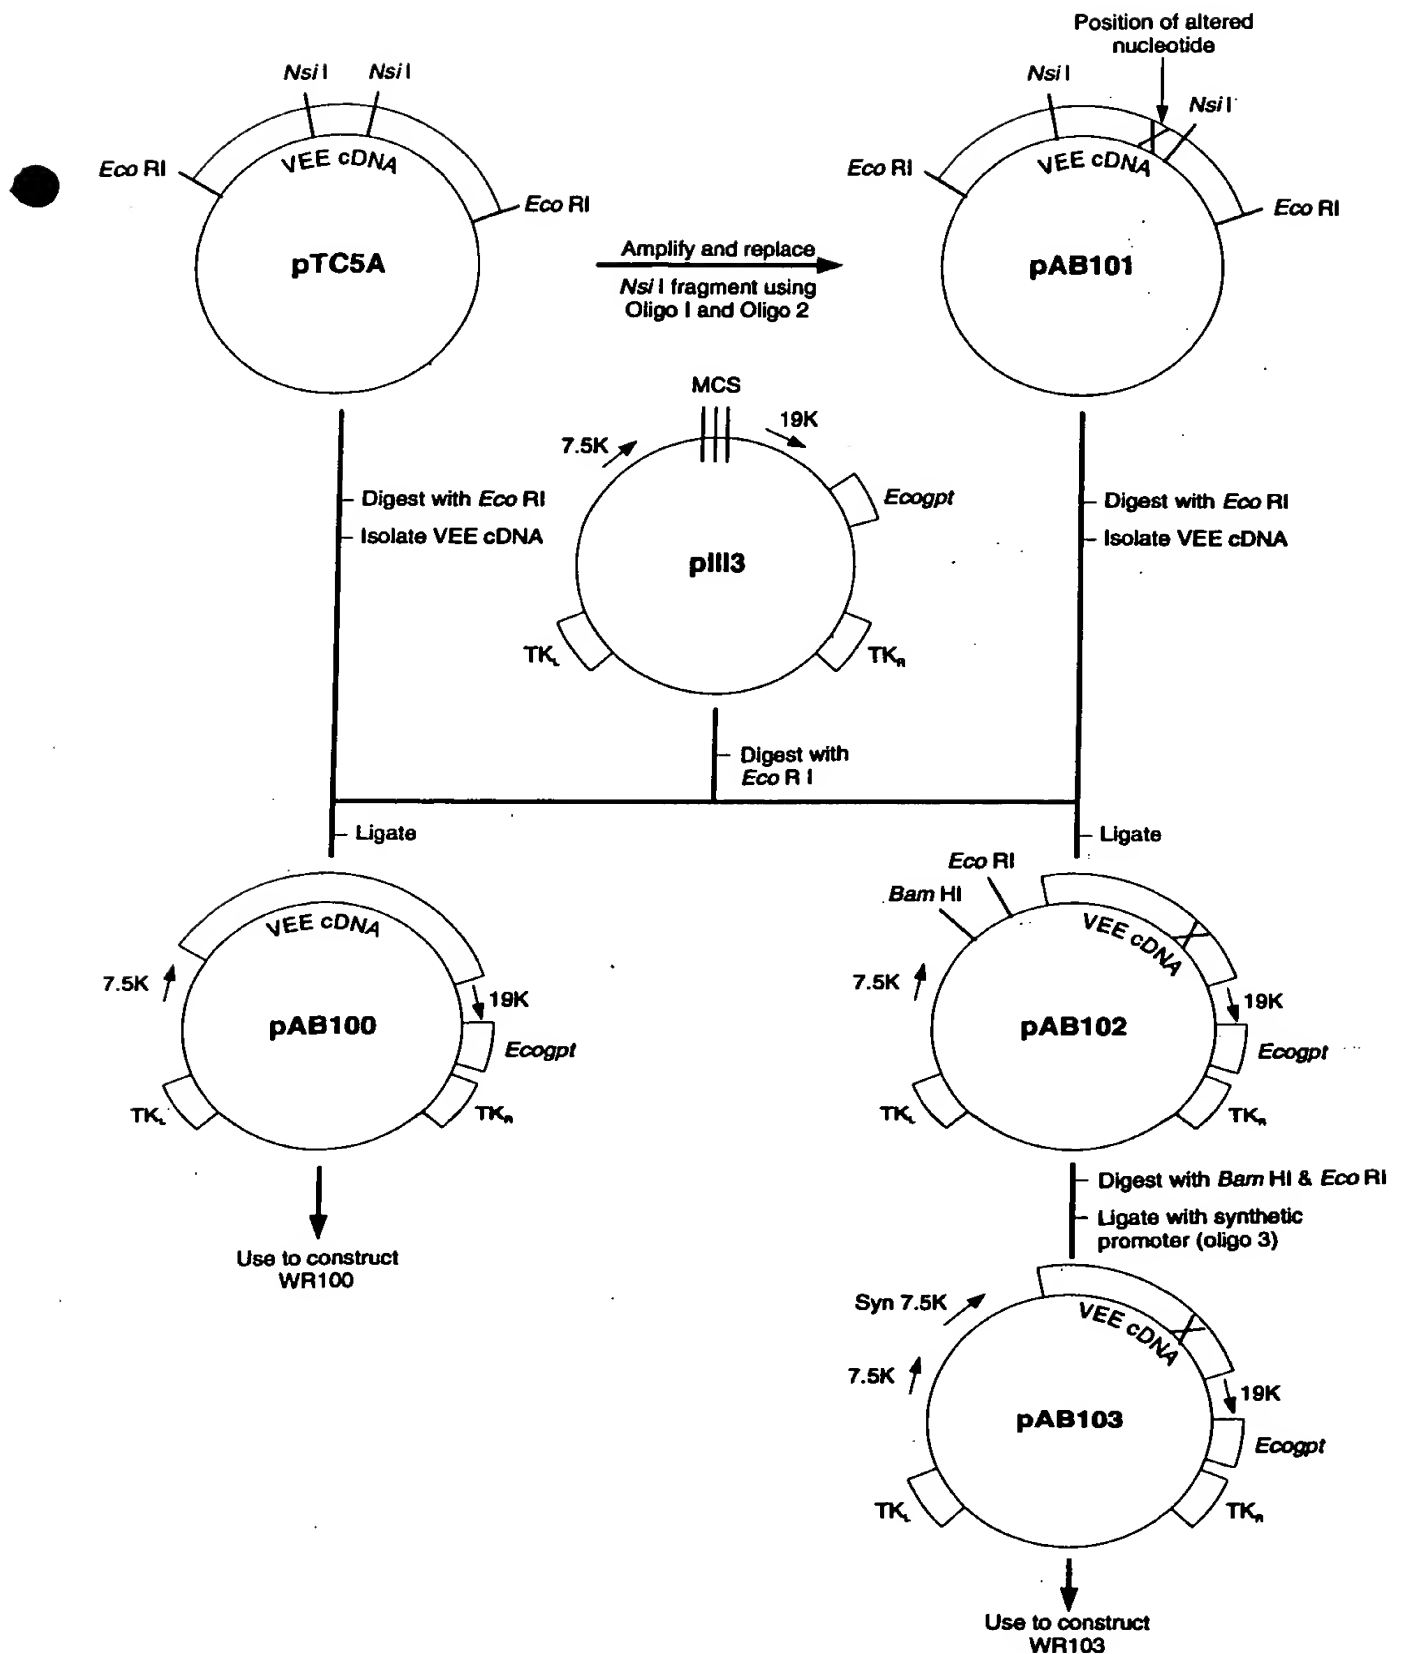 Position of altered
nucleotide
Nsi I
Nsi I
Nsi I
Nsi I
Eco RI
VEE cDNA
Eco RI
pTC5A
Amplify and replace
Nsi I fragment using
Oligo I and Oligo 2
Eco RI
VEE cDNA
Eco RI
pAB101
MCS
7.5K
19K
Ecogpt
pIII3
TKL
TKR
Digest with Eco RI
Isolate VEE cDNA
Digest with Eco RI
Isolate VEE cDNA
Digest with
Eco R I
Ligate
Ligate
VEE cDNA
7.5K
19K
pAB100
Ecogpt
TKL
TKR
Use to construct
WR100
Eco RI
Bam HI
VEE cDNA
7.5K
19K
pAB102
Ecogpt
TKL
TKR
Digest with Bam HI & Eco RI
Ligate with synthetic
promoter (oligo 3)
Syn 7.5K
VEE cDNA
7.5K
19K
pAB103
Ecogpt
TKL
TKR
Use to construct
WR103